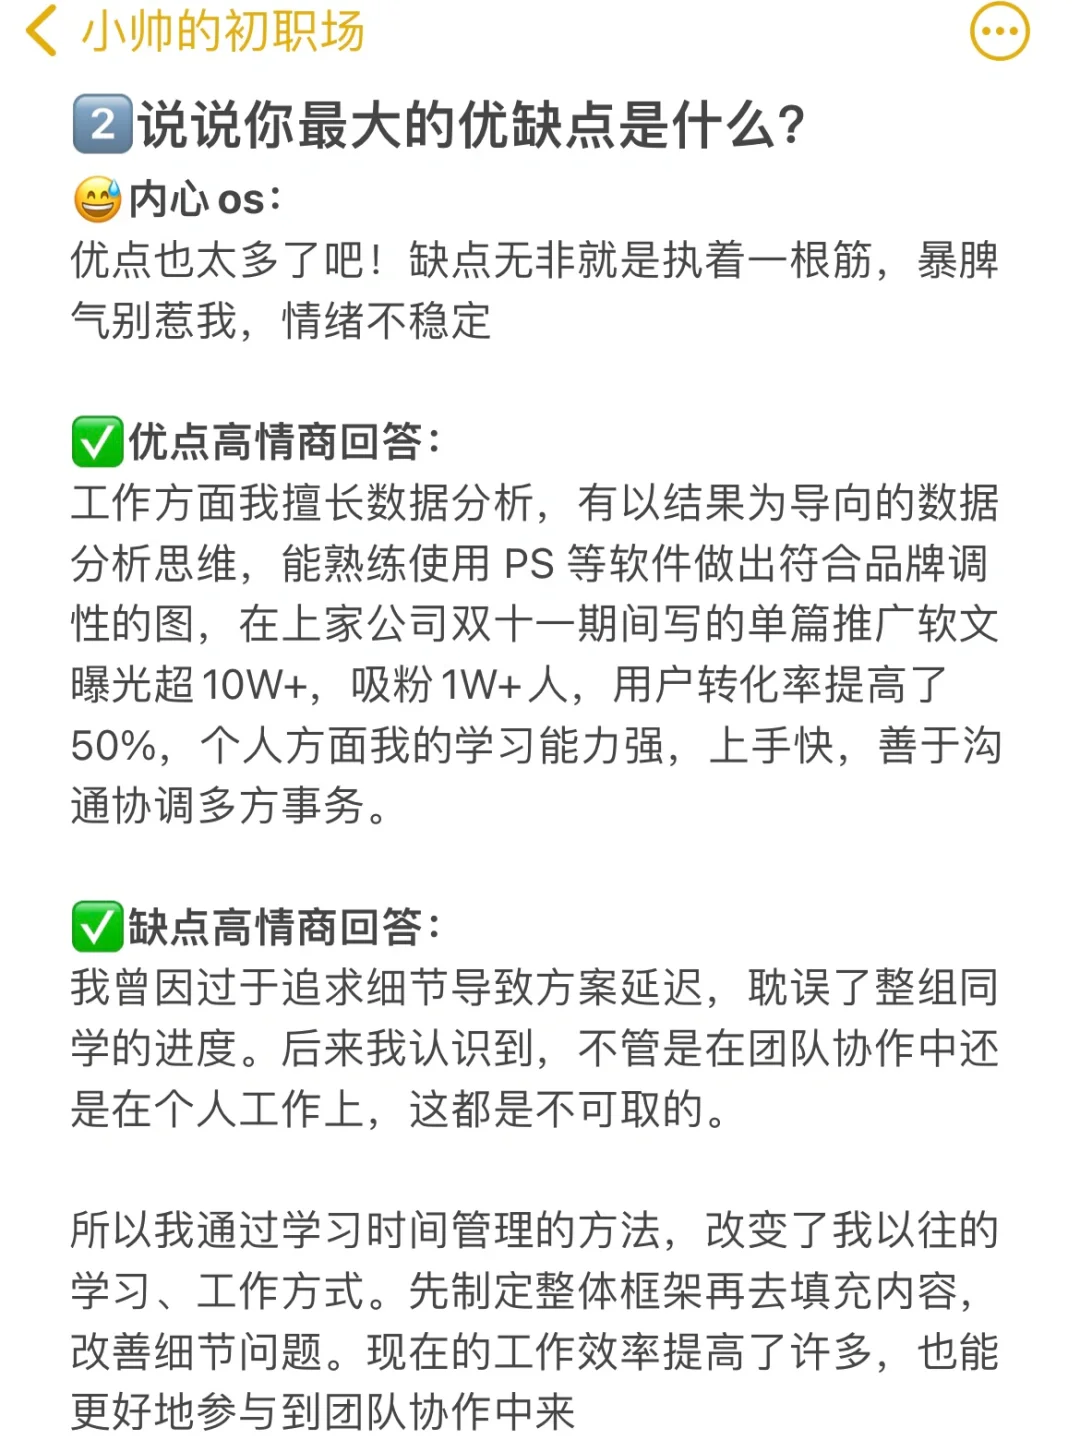 小帅的初职场
2说说你最大的优缺点是什么?
😅内心os:
优点也太多了吧！缺点无非就是执着一根筋，暴脾
气别惹我，情绪不稳定
✅优点高情商回答：
工作方面我擅长数据分析，有以结果为导向的数据
分析思维，能熟练使用 PS 等软件做出符合品牌调
性的图，在上家公司双十一期间写的单篇推广软文
曝光超10W+，吸粉1W+人，用户转化率提高了
50%，个人方面我的学习能力强，上手快，善于沟
通协调多方事务。
✅缺点高情商回答：
我曾因过于追求细节导致方案延迟，耽误了整组同
学的进度。后来我认识到，不管是在团队协作中还
是在个人工作上，这都是不可取的。
所以我通过学习时间管理的方法，改变了我以往的
学习、工作方式。先制定整体框架再去填充内容，
改善细节问题。现在的工作效率提高了许多，也能
更好地参与到团队协作中来